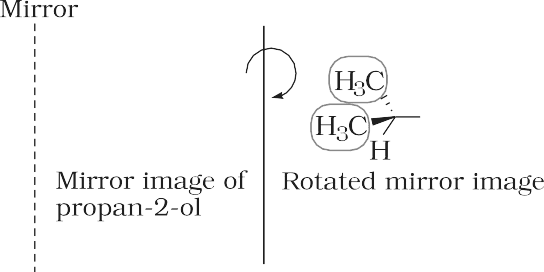 Mirror
H3C
H3C
H
Mirror image of
propan-2-ol
Rotated mirror image